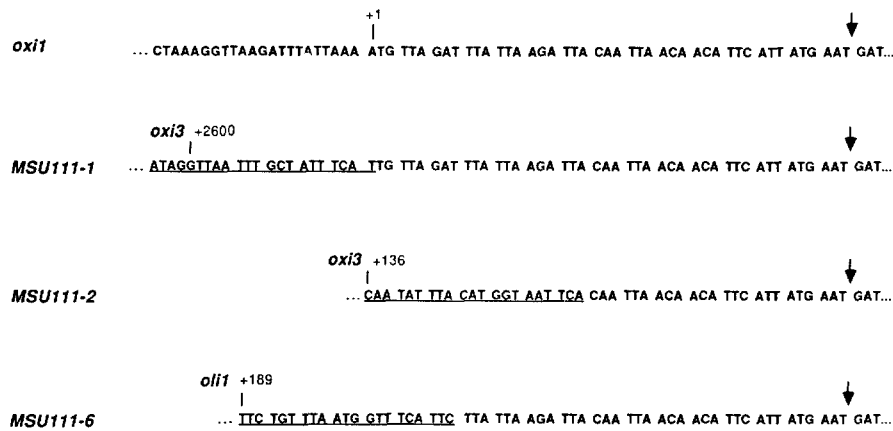 +1
oxi1 ... CTAAAGGTTAAGATTTATTAAA ATG TTA GAT TTA TTA AGA TTA CAA TTA ACA ACA TTC ATT ATG AAT GAT...
oxi3 +2600
MSU111-1 ... ATAGGTTAA TTT GCT ATT TCA TTG TTA GAT TTA TTA AGA TTA CAA TTA ACA ACA TTC ATT ATG AAT GAT...
oxi3 +136
MSU111-2 ... CAA TAT TTA CAT GGT AAT TCA CAA TTA ACA ACA TTC ATT ATG AAT GAT...
oli1 +189
MSU111-6 ... TTC TGT TTA ATG GTT TCA TTC TTA TTA AGA TTA CAA TTA ACA ACA TTC ATT ATG AAT GAT...